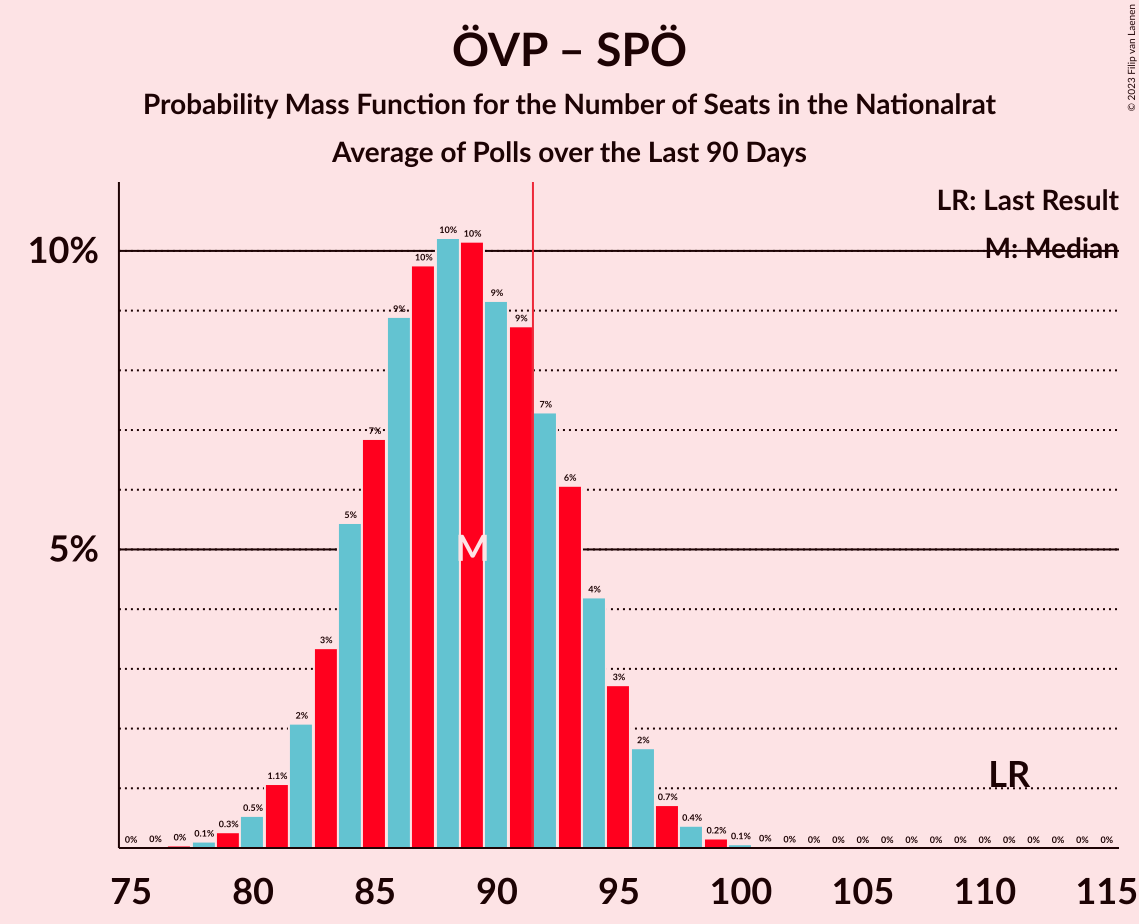 ÖVP – SPÖ
Probability Mass Function for the Number of Seats in the Nationalrat
Average of Polls over the Last 90 Days
© 2023 Filip van Laenen
LR: Last Result
M: Median
10%
5%
0% 0% 0% 0.1% 0.3% 0.5% 1.1% 2% 3% 5% 7% 9% 10% 10% 10% 9% 9% 7% 6% 4% 3% 2% 0.7% 0.4% 0.2% 0.1% 0% 0% 0% 0% 0% 0% 0% 0% 0% 0% 0% 0% 0% 0% 0%
M
LR
75 80 85 90 95 100 105 110 115